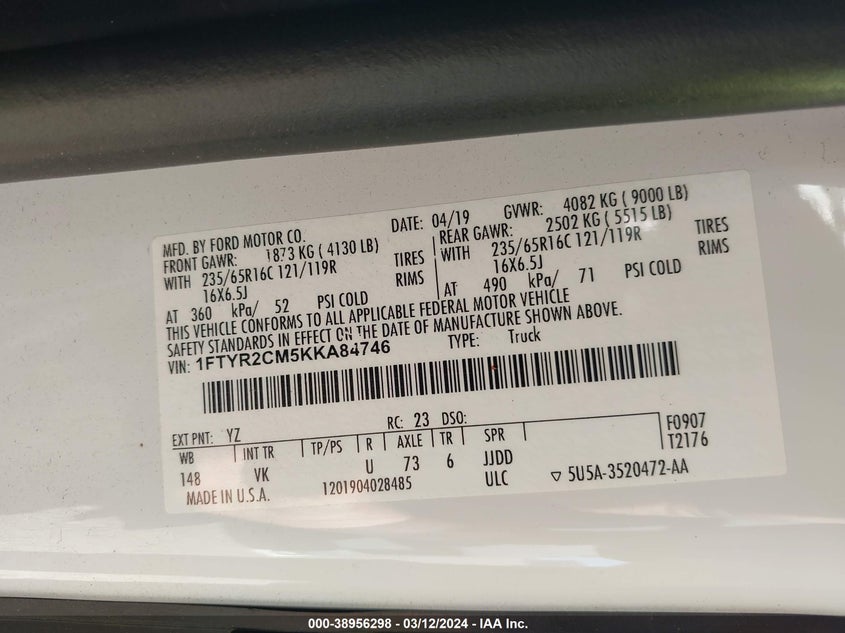 MFD. BY FORD MOTOR CO. DATE: 04/19 GVWR: 4082 KG ( 9000 LB)
FRONT GAWR: 1873 KG ( 4130 LB) REAR GAWR: 2502 KG ( 5515 LB)
WITH 235/65R16C 121/119R TIRES WITH 235/65R16C 121/119R TIRES
16X6.5J RIMS 16X6.5J RIMS
AT 360 kPa/ 52 PSI COLD AT 490 kPa/ 71 PSI COLD
THIS VEHICLE CONFORMS TO ALL APPLICABLE FEDERAL MOTOR VEHICLE
SAFETY STANDARDS IN EFFECT ON THE DATE OF MANUFACTURE SHOWN ABOVE.
VIN: 1FTYR2CM5KKA84746 TYPE: Truck
EXT PNT: YZ RC: 23 DSO: F0907
WB INT TR TP/PS R AXLE TR SPR T2176
148 VK U 73 6 JJDD
MADE IN U.S.A. 1201904028485 ULC ▽ 5U5A-3520472-AA
000-38956298 - 03/12/2024 - IAA Inc.